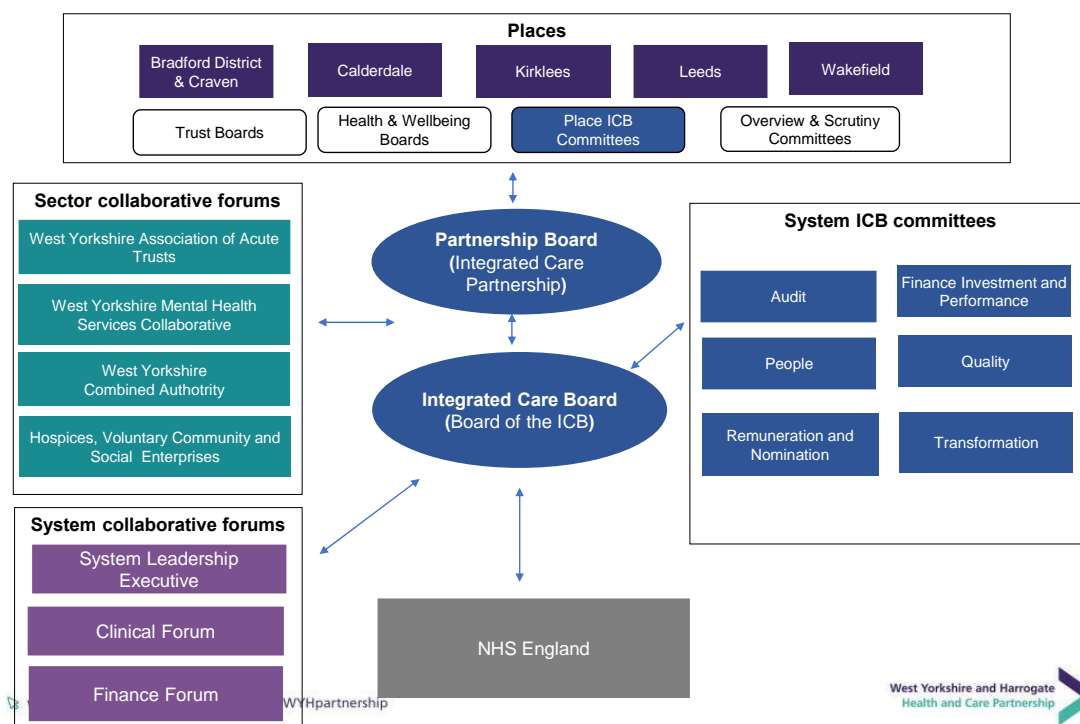 Places
Bradford District
& Craven
Calderdale
Kirklees
Leeds
Wakefield
Trust Boards
Health & Wellbeing
Boards
Place ICB
Committees
Overview & Scrutiny
Committees
Sector collaborative forums
West Yorkshire Association of Acute
Trusts
West Yorkshire Mental Health
Services Collaborative
West Yorkshire
Combined Authotrity
Hospices, Voluntary Community and
Social Enterprises
Partnership Board
(Integrated Care
Partnership)
Integrated Care Board
(Board of the ICB)
System ICB committees
Audit
Finance Investment and
Performance
People
Quality
Remuneration and
Nomination
Transformation
System collaborative forums
System Leadership
Executive
Clinical Forum
Finance Forum
NHS England
WYHpartnership
West Yorkshire and Harrogate
Health and Care Partnership